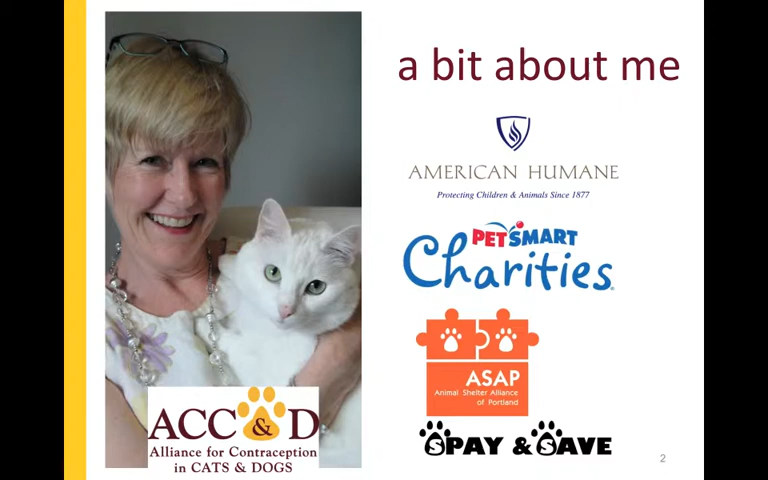 a bit about me
AMERICAN HUMANE
Protecting Children & Animals Since 1877
PETSMART
Charities
ASAP
Animal Shelter Alliance
of Portland
SPAY & SAVE
ACC&D
Alliance for Contraception
in CATS & DOGS
2